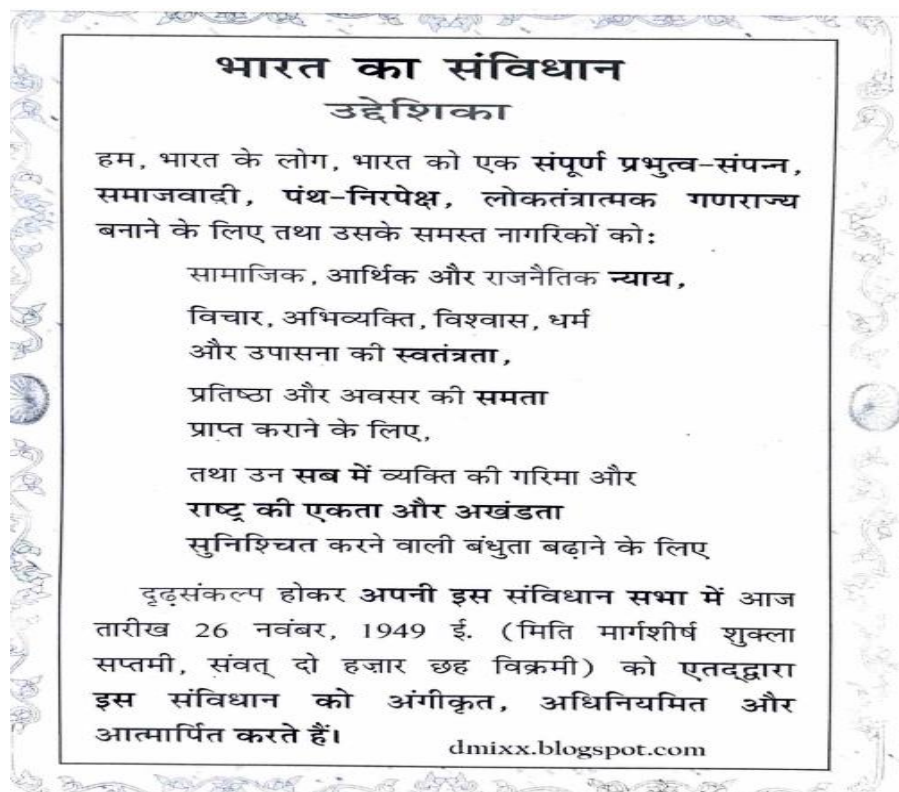 भारत का संविधान
उद्देशिका
हम, भारत के लोग, भारत को एक संपूर्ण प्रभुत्व-संपन्न,
समाजवादी, पंथ-निरपेक्ष, लोकतंत्रात्मक गणराज्य
बनाने के लिए तथा उसके समस्त नागरिकों को:
सामाजिक, आर्थिक और राजनैतिक न्याय,
विचार, अभिव्यक्ति, विश्वास, धर्म
और उपासना की स्वतंत्रता,
प्रतिष्ठा और अवसर की समता
प्राप्त कराने के लिए,
तथा उन सब में व्यक्ति की गरिमा और
राष्ट्र की एकता और अखंडता
सुनिश्चित करने वाली बंधुता बढ़ाने के लिए
दृढ़संकल्प होकर अपनी इस संविधान सभा में आज
तारीख 26 नवंबर, 1949 ई. (मिति मार्गशीर्ष शुक्ला
सप्तमी, संवत् दो हज़ार छह विक्रमी) को एतद्द्वारा
इस संविधान को अंगीकृत, अधिनियमित और
आत्मार्पित करते हैं।
dmixx.blogspot.com